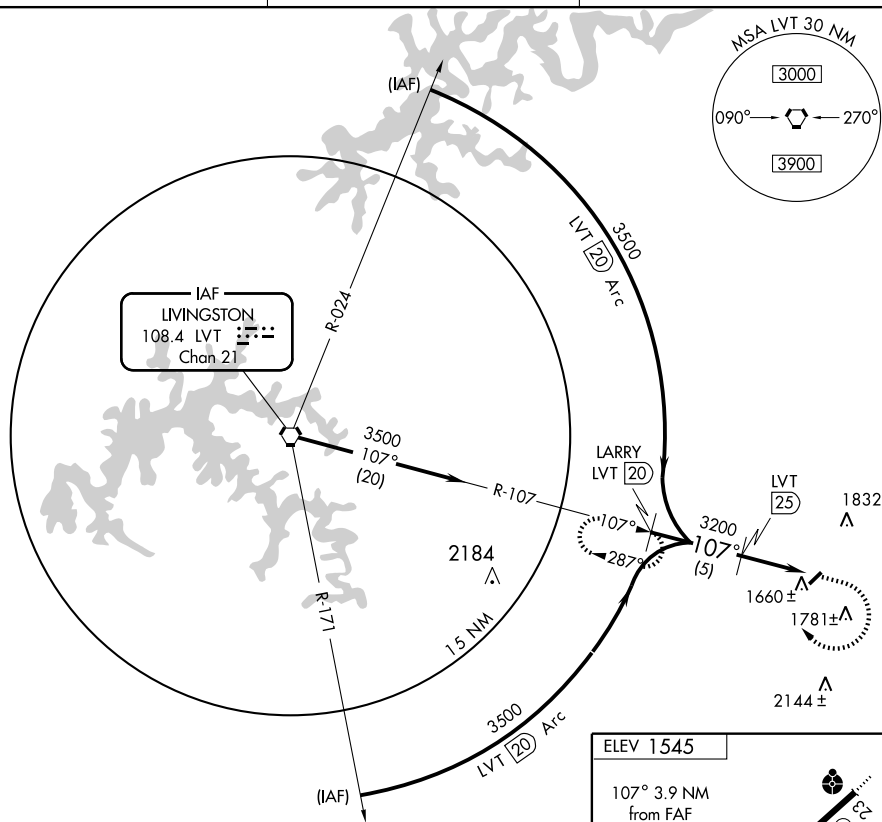 MSA LVT 30 NM
3000
090°
270°
3900
(IAF)
3500
LVT 20 Arc
R-024
IAF
LIVINGSTON
108.4 LVT
Chan 21
3500
107°
(20)
R-107
LARRY
LVT 20
LVT
25
1832
107°
287°
3200
107°
(5)
2184
1660 ±
1781±
R-171
15 NM
2144 ±
3500
LVT 20 Arc
(IAF)
ELEV 1545
107° 3.9 NM
from FAF
23